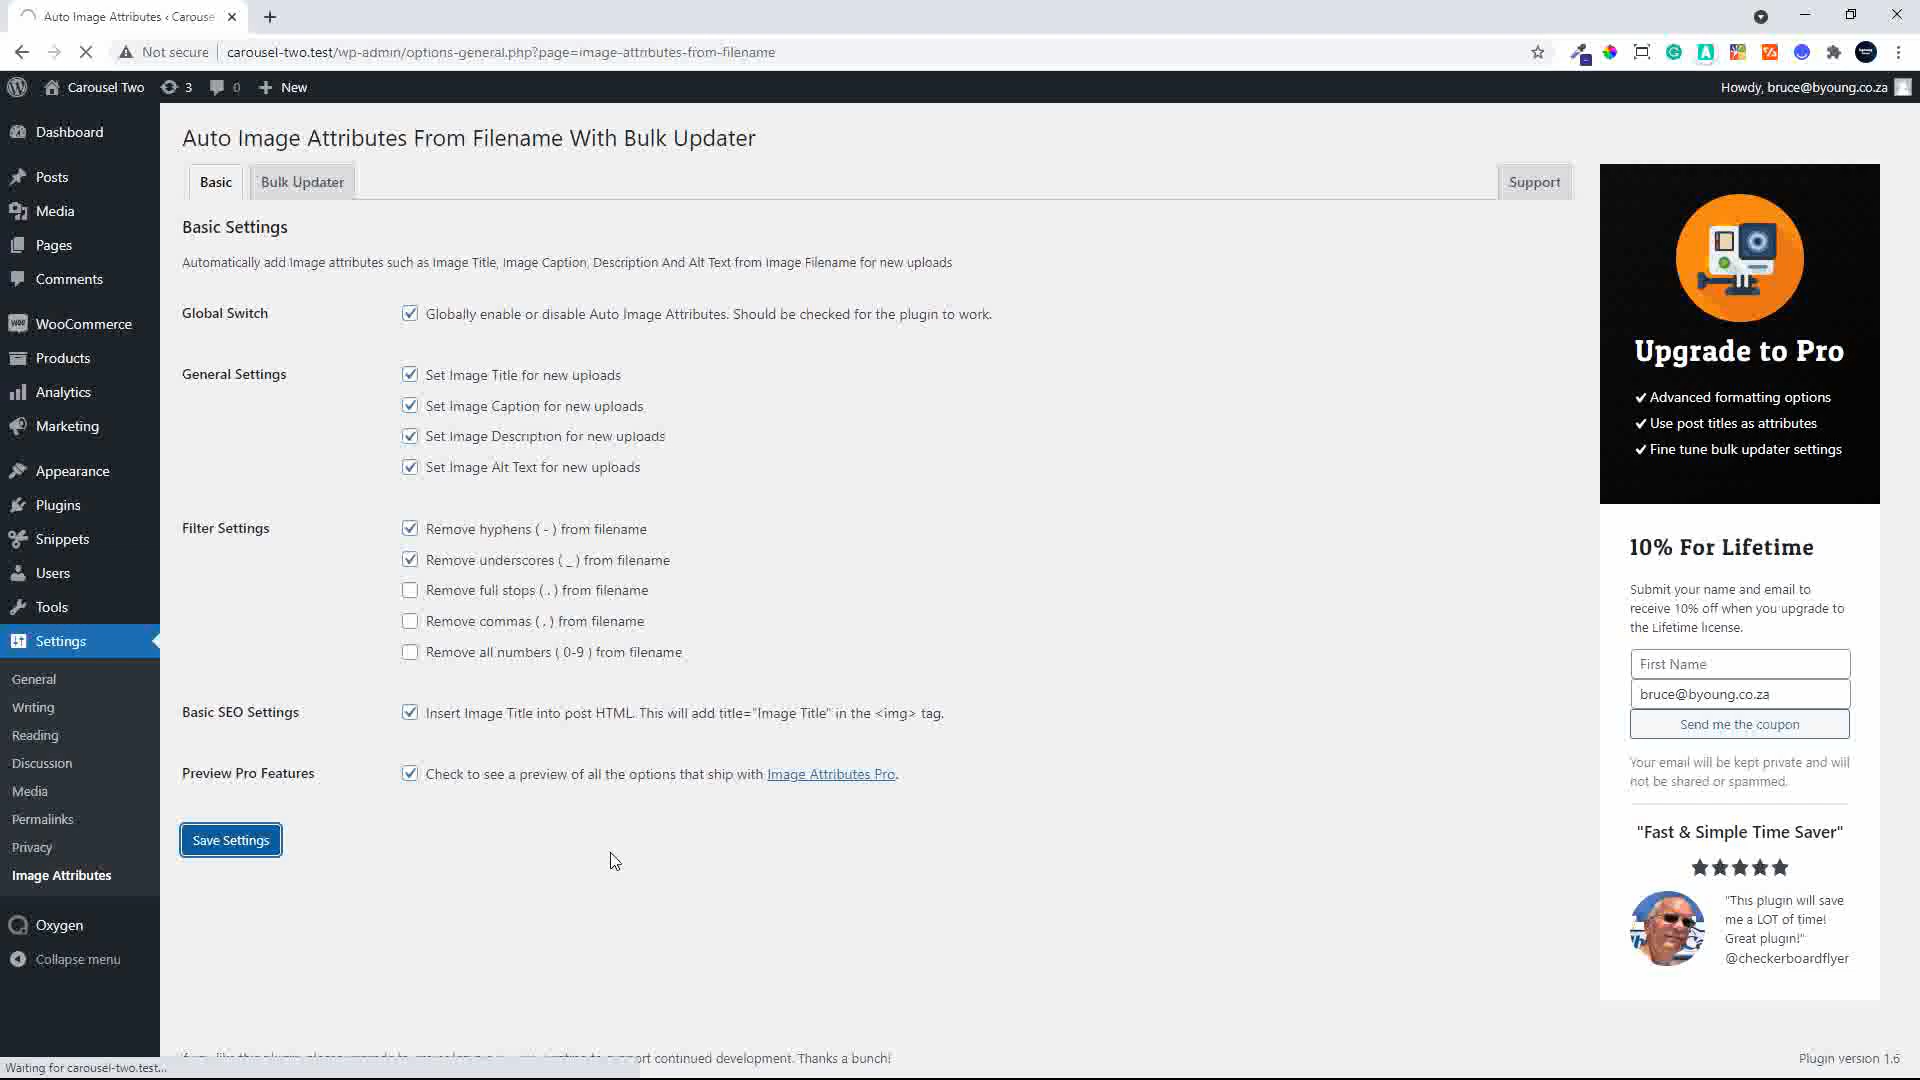 Auto Image Attributes ‹ Carouse
Not secure
carousel-two.test/wp-admin/options-general.php?page=image-attributes-from-filename
Carousel Two
3
0
New
Howdy, bruce@byoung.co.za
Dashboard
Posts
Media
Pages
Comments
WooCommerce
Products
Analytics
Marketing
Appearance
Plugins
Snippets
Users
Tools
Settings
General
Writing
Reading
Discussion
Media
Permalinks
Privacy
Image Attributes
Oxygen
Collapse menu
Auto Image Attributes From Filename With Bulk Updater
Basic
Bulk Updater
Support
Basic Settings
Automatically add Image attributes such as Image Title, Image Caption, Description And Alt Text from Image Filename for new uploads
Global Switch
Globally enable or disable Auto Image Attributes. Should be checked for the plugin to work.
General Settings
Set Image Title for new uploads
Set Image Caption for new uploads
Set Image Description for new uploads
Set Image Alt Text for new uploads
Filter Settings
Remove hyphens ( - ) from filename
Remove underscores ( _ ) from filename
Remove full stops ( . ) from filename
Remove commas ( , ) from filename
Remove all numbers ( 0-9 ) from filename
Basic SEO Settings
Insert Image Title into post HTML. This will add title="Image Title" in the <img> tag.
Preview Pro Features
Check to see a preview of all the options that ship with Image Attributes Pro.
Save Settings
Upgrade to Pro
Advanced formatting options
Use post titles as attributes
Fine tune bulk updater settings
10% For Lifetime
Submit your name and email to
receive 10% off when you upgrade to
the Lifetime license.
First Name
bruce@byoung.co.za
Send me the coupon
Your email will be kept private and will
not be shared or spammed.
"Fast & Simple Time Saver"
"This plugin will save
me a LOT of time!
Great plugin!"
@checkerboardflyer
continued development. Thanks a bunch!
Plugin version 1.6
Waiting for carousel-two.test...